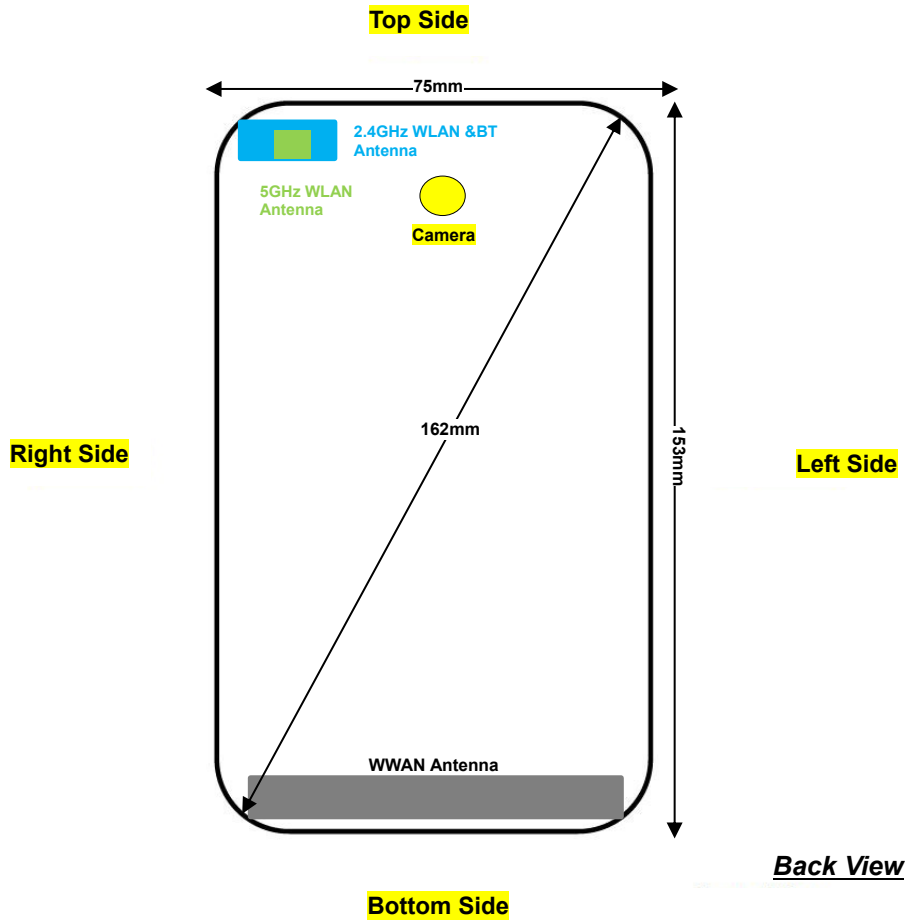 Top Side
75mm
2.4GHz WLAN &BT
Antenna
5GHz WLAN
Antenna
Camera
162mm
153mm
Right Side
Left Side
WWAN Antenna
Back View
Bottom Side